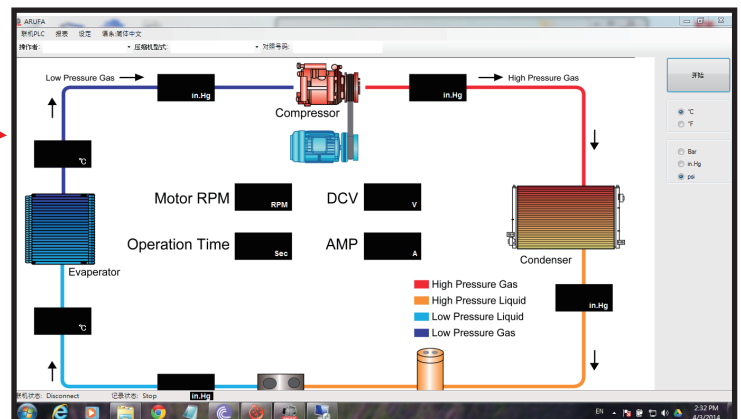 ARUFA
联机PLC 报表 设定 语系:简体中文
操作者: 压缩机型式: 对照号码:
Low Pressure Gas
High Pressure Gas
in.Hg
in.Hg
Compressor
开始
℃
℉
℃
Bar
in.Hg
psi
Motor RPM
RPM
DCV
V
Operation Time
Sec
AMP
A
Evaperator
Condenser
High Pressure Gas
High Pressure Liquid
Low Pressure Liquid
Low Pressure Gas
in.Hg
℃
in.Hg
联机状态: Disconnect 记录状态: Stop
EN
2:32 PM
4/3/2014